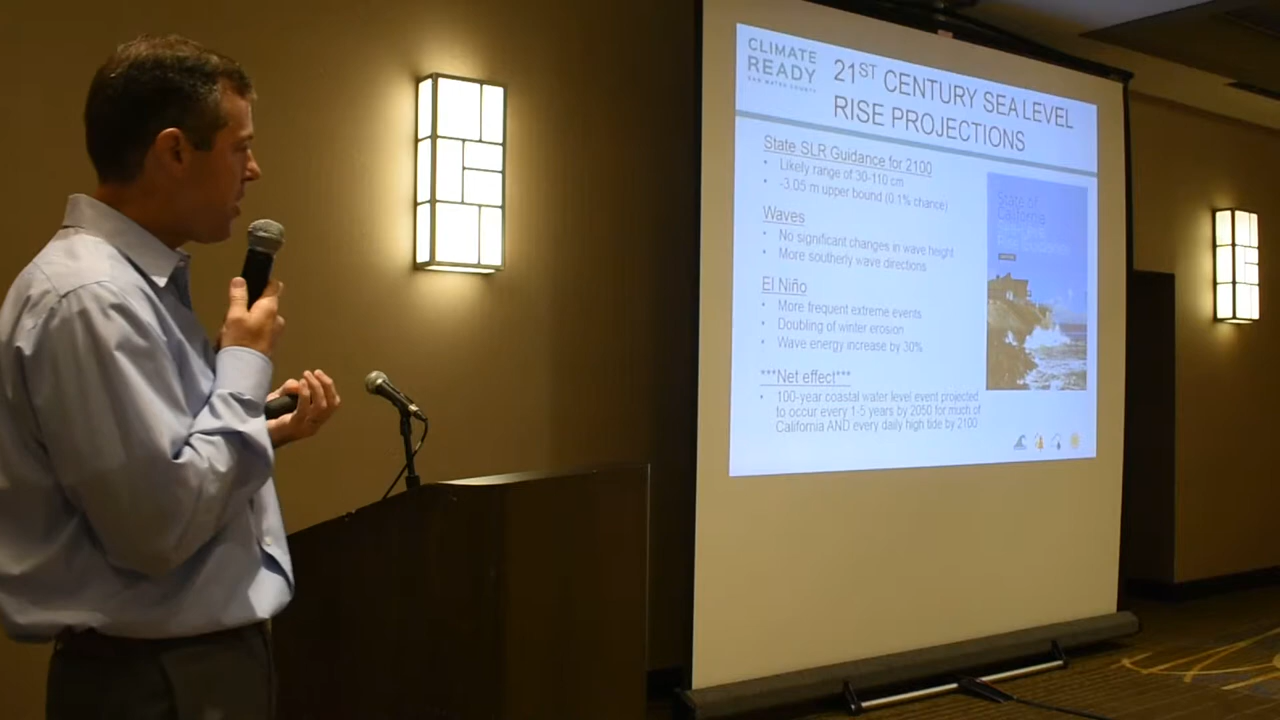 CLIMATE
READY
SAN MATEO COUNTY
21ST CENTURY SEA LEVEL
RISE PROJECTIONS
State SLR Guidance for 2100
• Likely range of 30-110 cm
• -3.05 m upper bound (0.1% chance)
Waves
• No significant changes in wave height
• More southerly wave directions
El Niño
• More frequent extreme events
• Doubling of winter erosion
• Wave energy increase by 30%
***Net effect***
• 100-year coastal water level event projected
to occur every 1-5 years by 2050 for much of
California AND every daily high tide by 2100
State of
California